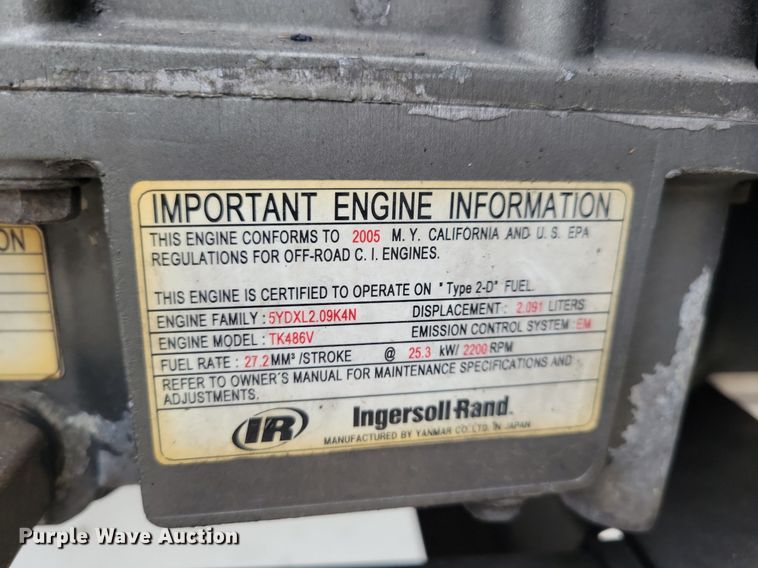 IMPORTANT ENGINE INFORMATION
THIS ENGINE CONFORMS TO 2005 M. Y. CALIFORNIA AND U. S. EPA
REGULATIONS FOR OFF-ROAD C. I. ENGINES.
THIS ENGINE IS CERTIFIED TO OPERATE ON "Type 2-D" FUEL.
ENGINE FAMILY : 5YDXL2.09K4N DISPLACEMENT : 2.091 LITERS
ENGINE MODEL : TK486V EMISSION CONTROL SYSTEM : EM
FUEL RATE : 27.2 MM³/STROKE @ 25.3 kW/ 2200 RPM
REFER TO OWNER'S MANUAL FOR MAINTENANCE SPECIFICATIONS AND
ADJUSTMENTS.
IR Ingersoll-Rand
MANUFACTURED BY YANMAR CO., LTD. IN JAPAN
ON
Purple Wave Auction